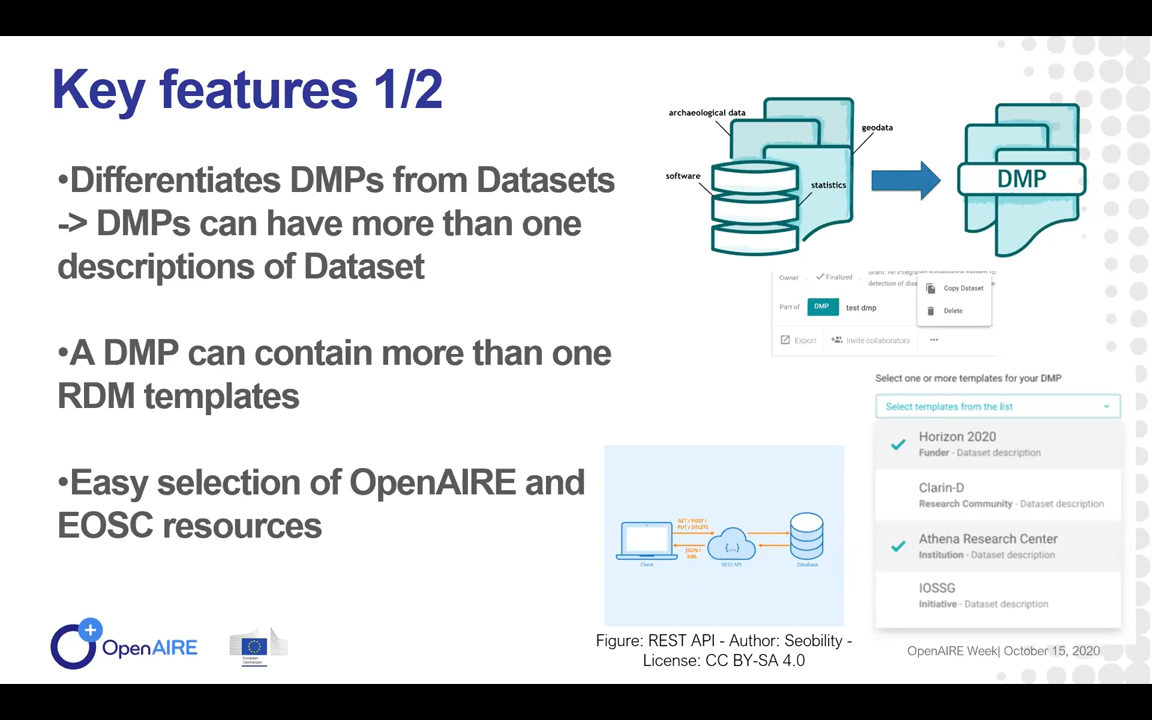 Key features 1/2
•Differentiates DMPs from Datasets
-> DMPs can have more than one
descriptions of Dataset
•A DMP can contain more than one
RDM templates
•Easy selection of OpenAIRE and
EOSC resources
archaeological data
geodata
software
statistics
DMP
Owner
Finalized
detection of
Copy Dataset
Part of
DMP
test dmp
Delete
Export
Invite collaborators
...
Select one or more templates for your DMP
Select templates from the list
Horizon 2020
Funder - Dataset description
Clarin-D
Research Community - Dataset description
Athena Research Center
Institution - Dataset description
IOSSG
Initiative - Dataset description
GET / POST /
PUT / DELETE
JSON /
XML
{...}
Client
REST API
Database
Figure: REST API - Author: Seobility -
License: CC BY-SA 4.0
OpenAIRE
European
Commission
OpenAIRE Week| October 15, 2020